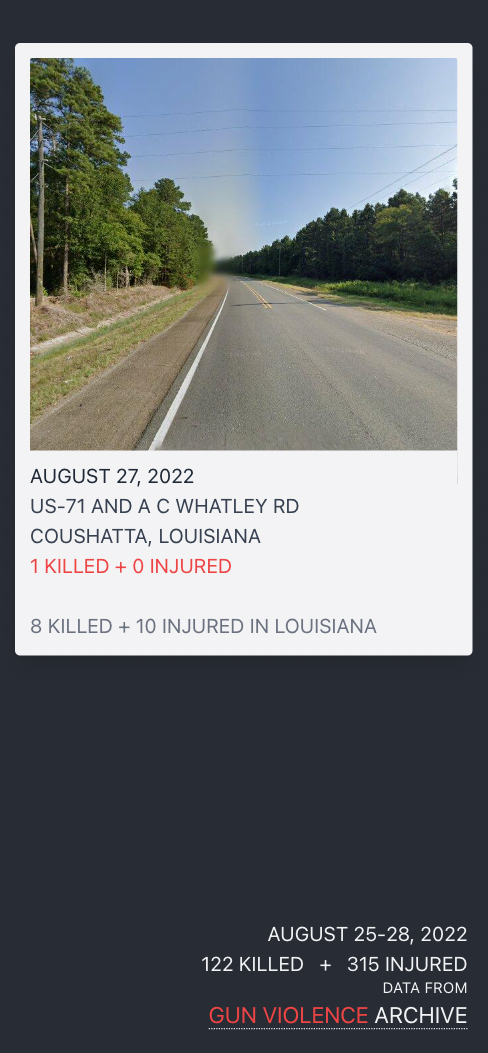 AUGUST 27, 2022
US-71 AND A C WHATLEY RD
COUSHATTA, LOUISIANA
1 KILLED + 0 INJURED
8 KILLED + 10 INJURED IN LOUISIANA
AUGUST 25-28, 2022
122 KILLED + 315 INJURED
DATA FROM
GUN VIOLENCE ARCHIVE